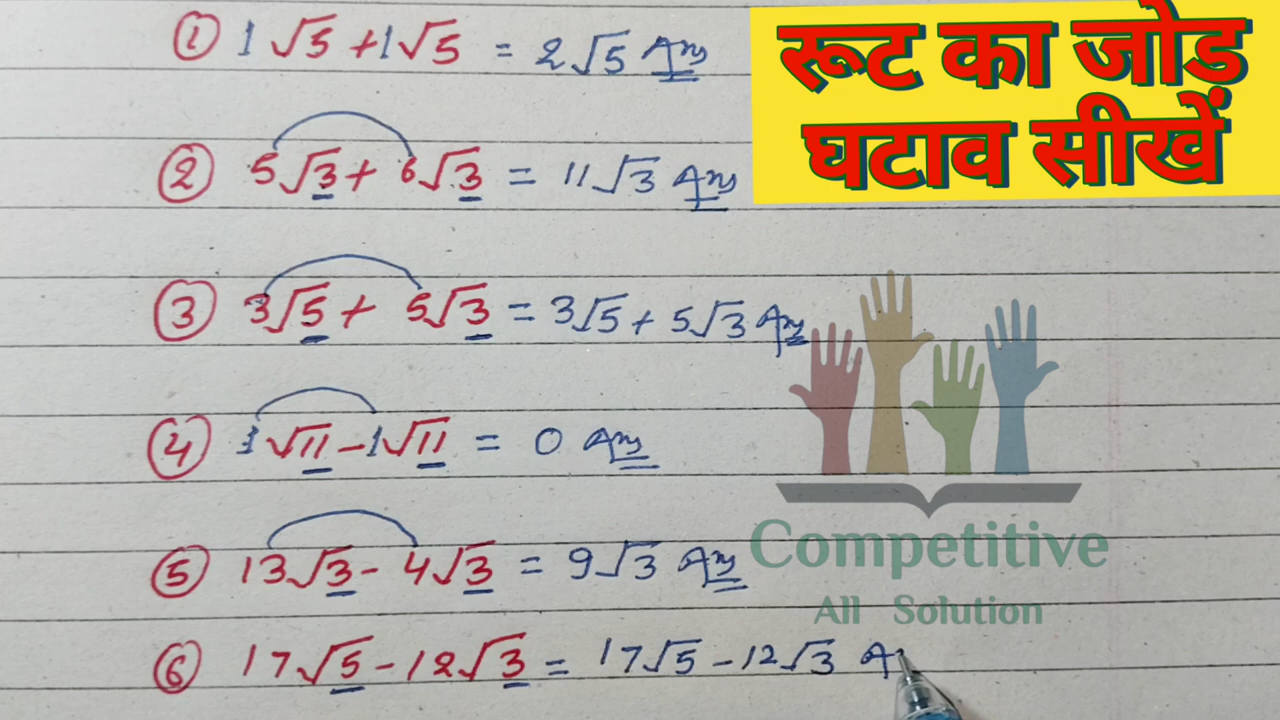 ① 1√5 + 1√5 = 2√5 Ans
रूट का जोड़
घटाव सीखें
② 5√3 + 6√3 = 11√3 Ans
③ 3√5 + 5√3 = 3√5 + 5√3 Ans
④ 1√11 - 1√11 = 0 Ans
⑤ 13√3 - 4√3 = 9√3 Ans
Competitive
All Solution
⑥ 17√5 - 12√3 = 17√5 - 12√3 An